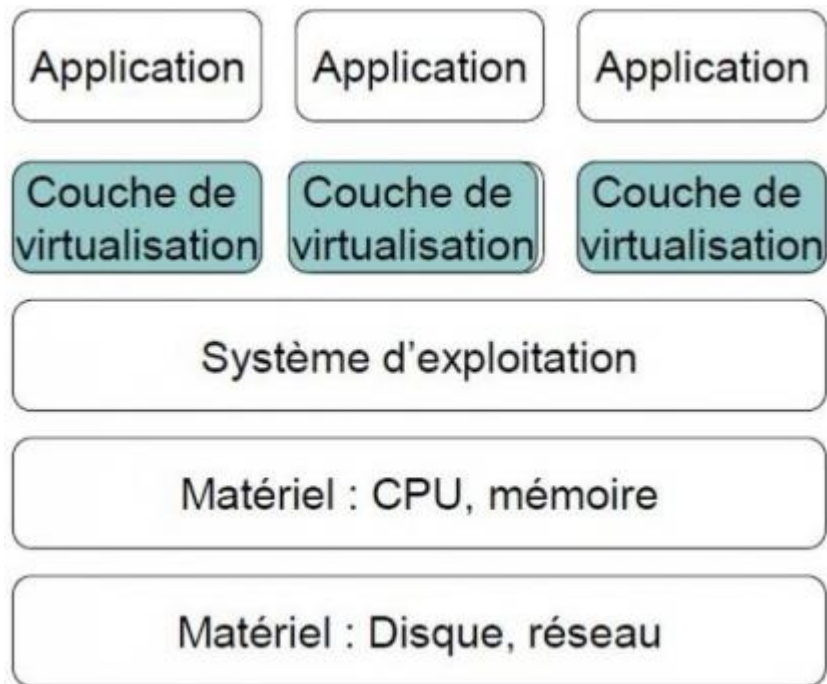 Application Application Application
Couche de Couche de Couche de
virtualisation virtualisation virtualisation
Système d'exploitation
Matériel : CPU, mémoire
Matériel : Disque, réseau